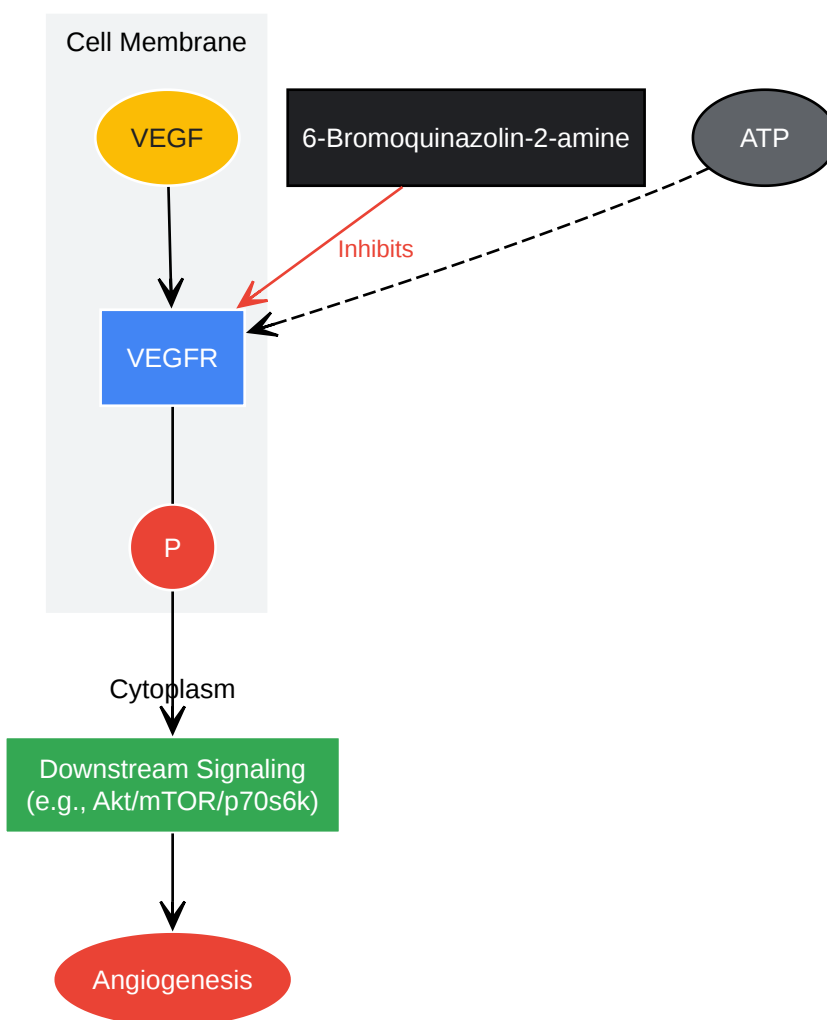 Cell Membrane
VEGF
6-Bromoquinazolin-2-amine
ATP
Inhibits
VEGFR
P
Cytoplasm
Downstream Signaling
(e.g., Akt/mTOR/p70s6k)
Angiogenesis